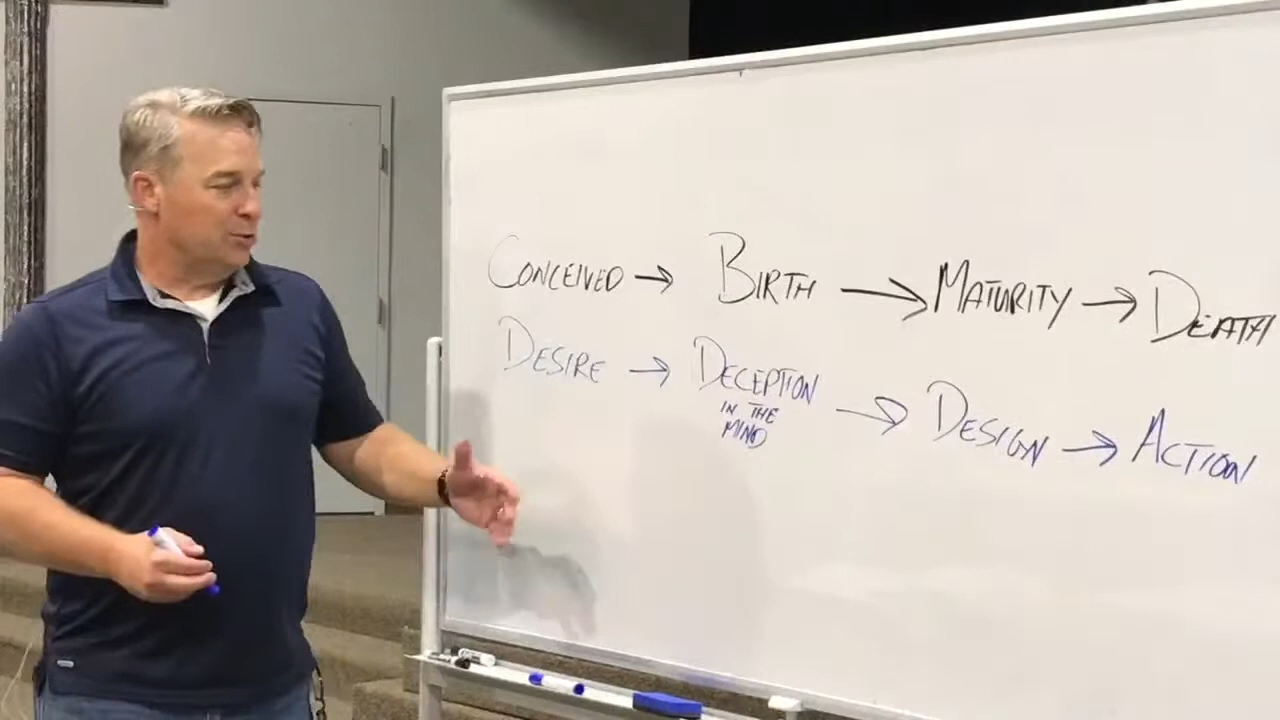 CONCEIVED → BIRTH → MATURITY → DEATH
DESIRE → DECEPTION → DESIGN → ACTION
IN THE
MIND